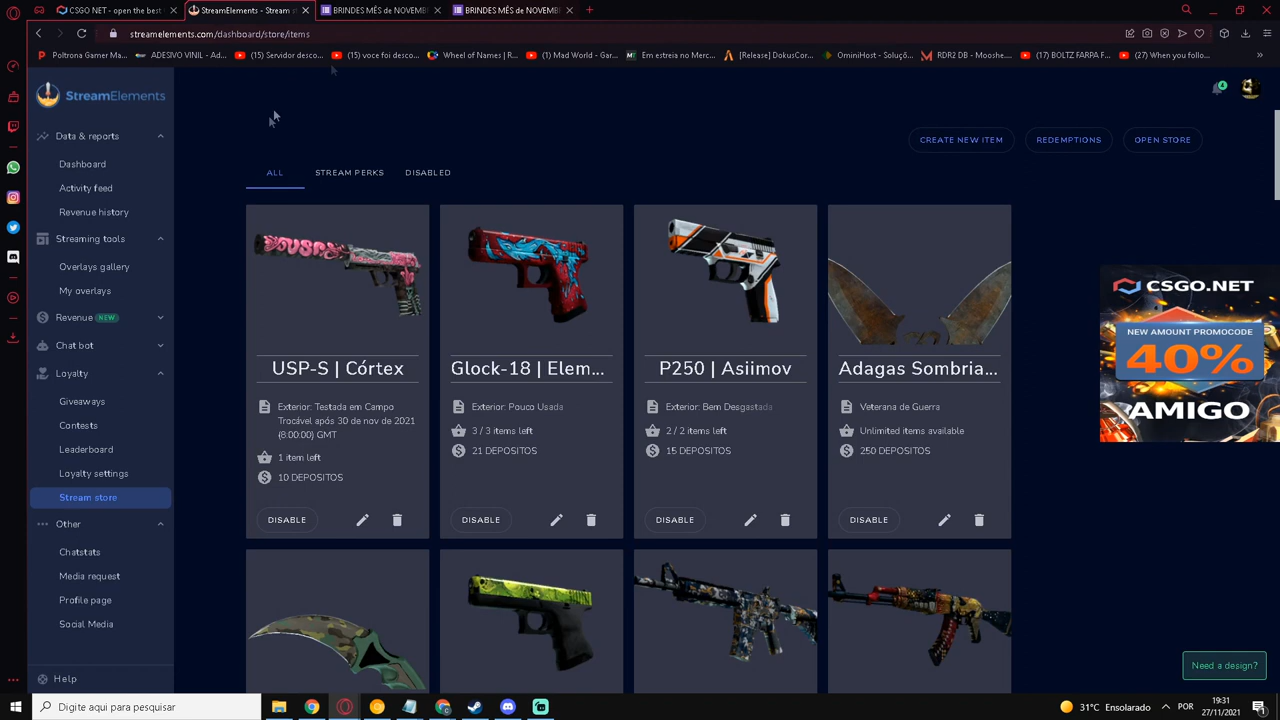 CSGO NET - open the best
StreamElements - Stream s
BRINDES MÊS de NOVEMB
BRINDES MÊS de NOVEMB
streamelements.com/dashboard/store/items
Poltrona Gamer Ma...
ADESIVO VINIL - Ad...
(15) Servidor desco...
(15) voce foi desco...
Wheel of Names | R...
(1) Mad World - Gar...
Em estreia no Merc...
[Release] DokusCor...
OminiHost - Soluçõ...
RDR2 DB - Mooshe...
(17) BOLTZ FARPA F...
(27) When you follo...
StreamElements
4
CREATE NEW ITEM
REDEMPTIONS
OPEN STORE
Data & reports
Dashboard
Activity feed
Revenue history
Streaming tools
Overlays gallery
My overlays
Revenue NEW
Chat bot
Loyalty
Giveaways
Contests
Leaderboard
Loyalty settings
Stream store
Other
Chatstats
Media request
Profile page
Social Media
Help
ALL
STREAM PERKS
DISABLED
USP-S | Córtex
Exterior: Testada em Campo
Trocável após 30 de nov de 2021
(8:00:00) GMT
1 item left
10 DEPOSITOS
DISABLE
Glock-18 | Elem...
Exterior: Pouco Usada
3 / 3 items left
21 DEPOSITOS
DISABLE
P250 | Asiimov
Exterior: Bem Desgastada
2 / 2 items left
15 DEPOSITOS
DISABLE
Adagas Sombria...
Veterana de Guerra
Unlimited items available
250 DEPOSITOS
DISABLE
CSGO.NET
NEW AMOUNT PROMOCODE
40%
AMIGO
Need a design?
Digite aqui para pesquisar
31°C Ensolarado
POR
19:31
27/11/2021
1